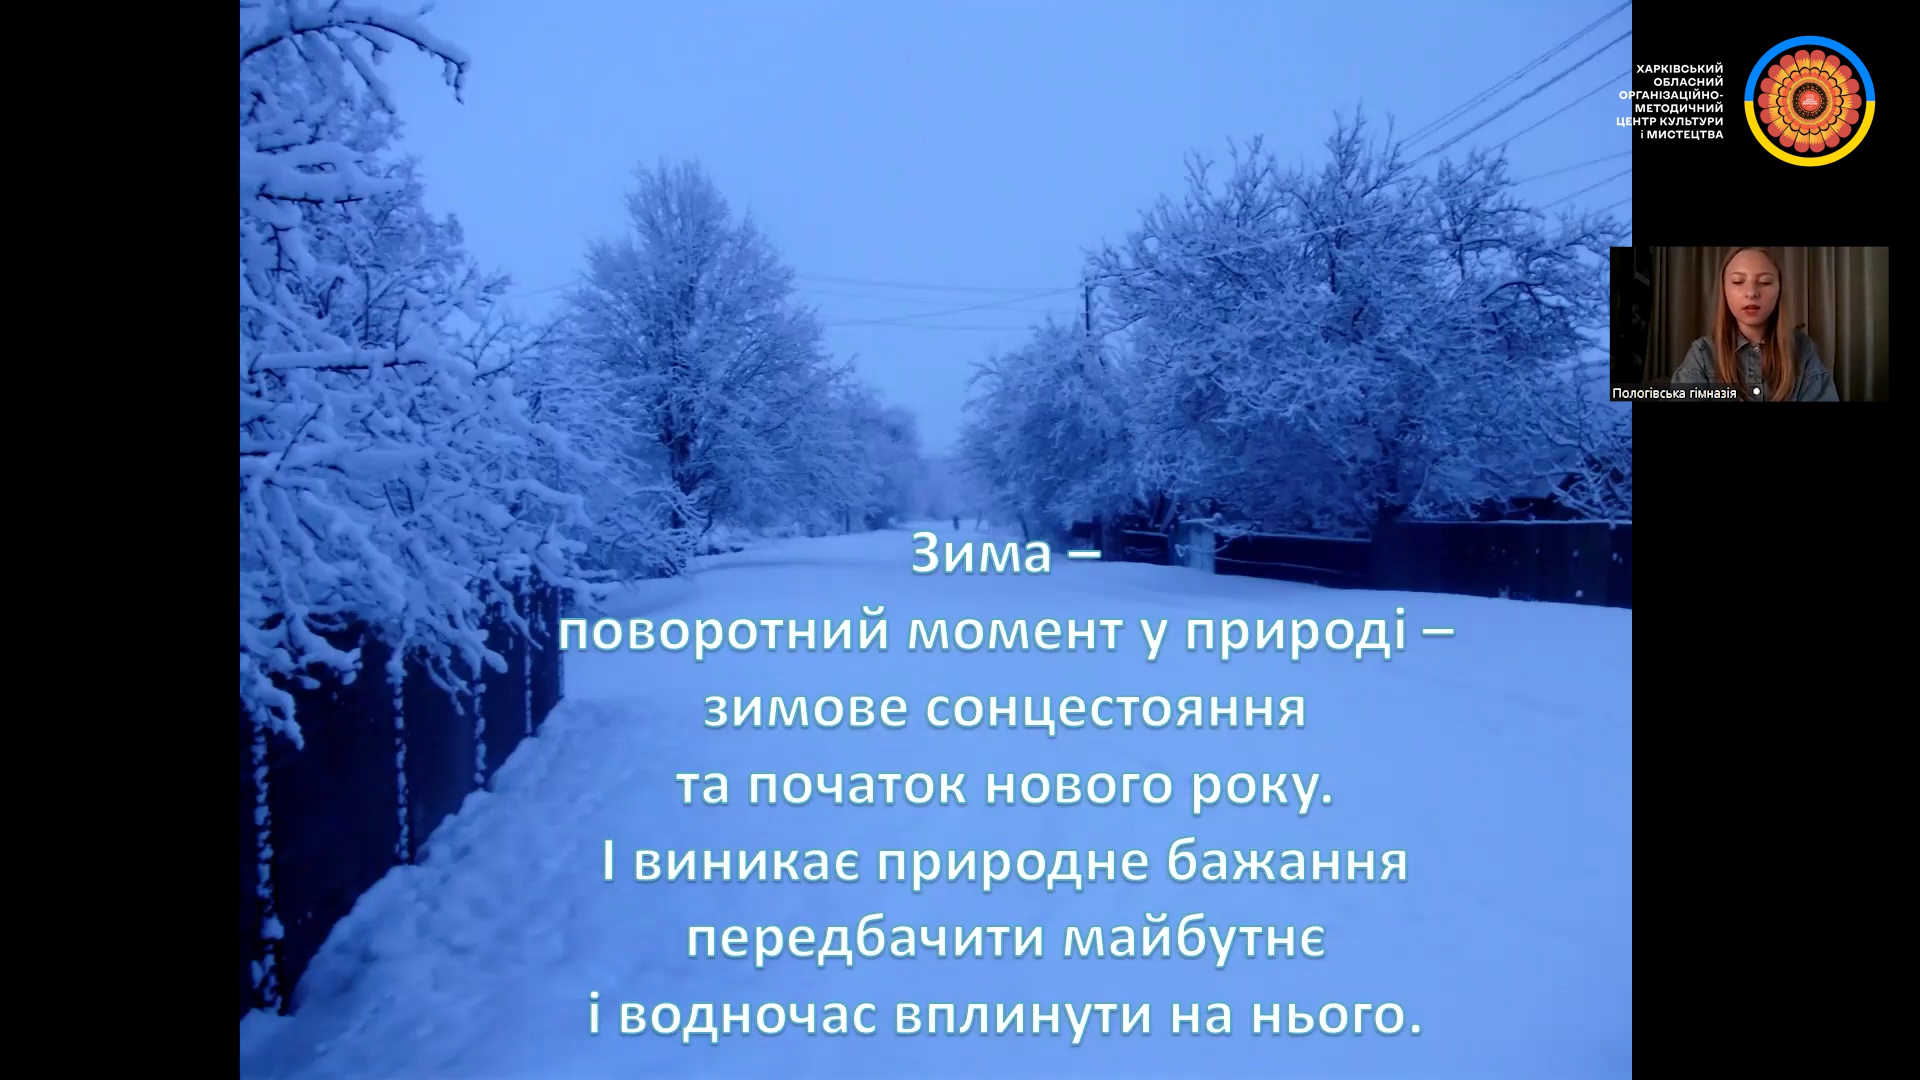 ХАРКІВСЬКИЙ
ОБЛАСНИЙ
ОРГАНІЗАЦІЙНО-
МЕТОДИЧНИЙ
ЦЕНТР КУЛЬТУРИ
і МИСТЕЦТВА
Пологівська гімназія
Зима –
поворотний момент у природі –
зимове сонцестояння
та початок нового року.
І виникає природне бажання
передбачити майбутнє
і водночас вплинути на нього.